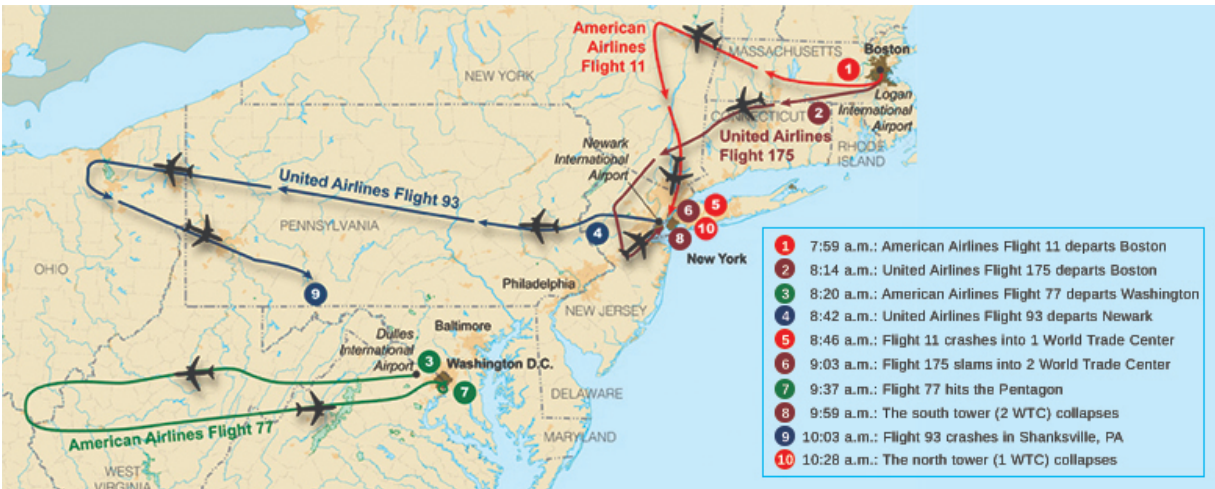 American
Airlines
Flight 11
MASSACHUSETTS
Boston
1
NEW YORK
Logan
International
Airport
CONNECTICUT
2
United Airlines
Flight 175
RHODE
ISLAND
Newark
International
Airport
United Airlines Flight 93
PENNSYLVANIA
4
6
5
10
8
New York
OHIO
9
Philadelphia
NEW JERSEY
Baltimore
Dulles
International
Airport
3
Washington D.C.
7
DELAWARE
American Airlines Flight 77
MARYLAND
WEST
VIRGINIA
1 7:59 a.m.: American Airlines Flight 11 departs Boston
2 8:14 a.m.: United Airlines Flight 175 departs Boston
3 8:20 a.m.: American Airlines Flight 77 departs Washington
4 8:42 a.m.: United Airlines Flight 93 departs Newark
5 8:46 a.m.: Flight 11 crashes into 1 World Trade Center
6 9:03 a.m.: Flight 175 slams into 2 World Trade Center
7 9:37 a.m.: Flight 77 hits the Pentagon
8 9:59 a.m.: The south tower (2 WTC) collapses
9 10:03 a.m.: Flight 93 crashes in Shanksville, PA
10 10:28 a.m.: The north tower (1 WTC) collapses